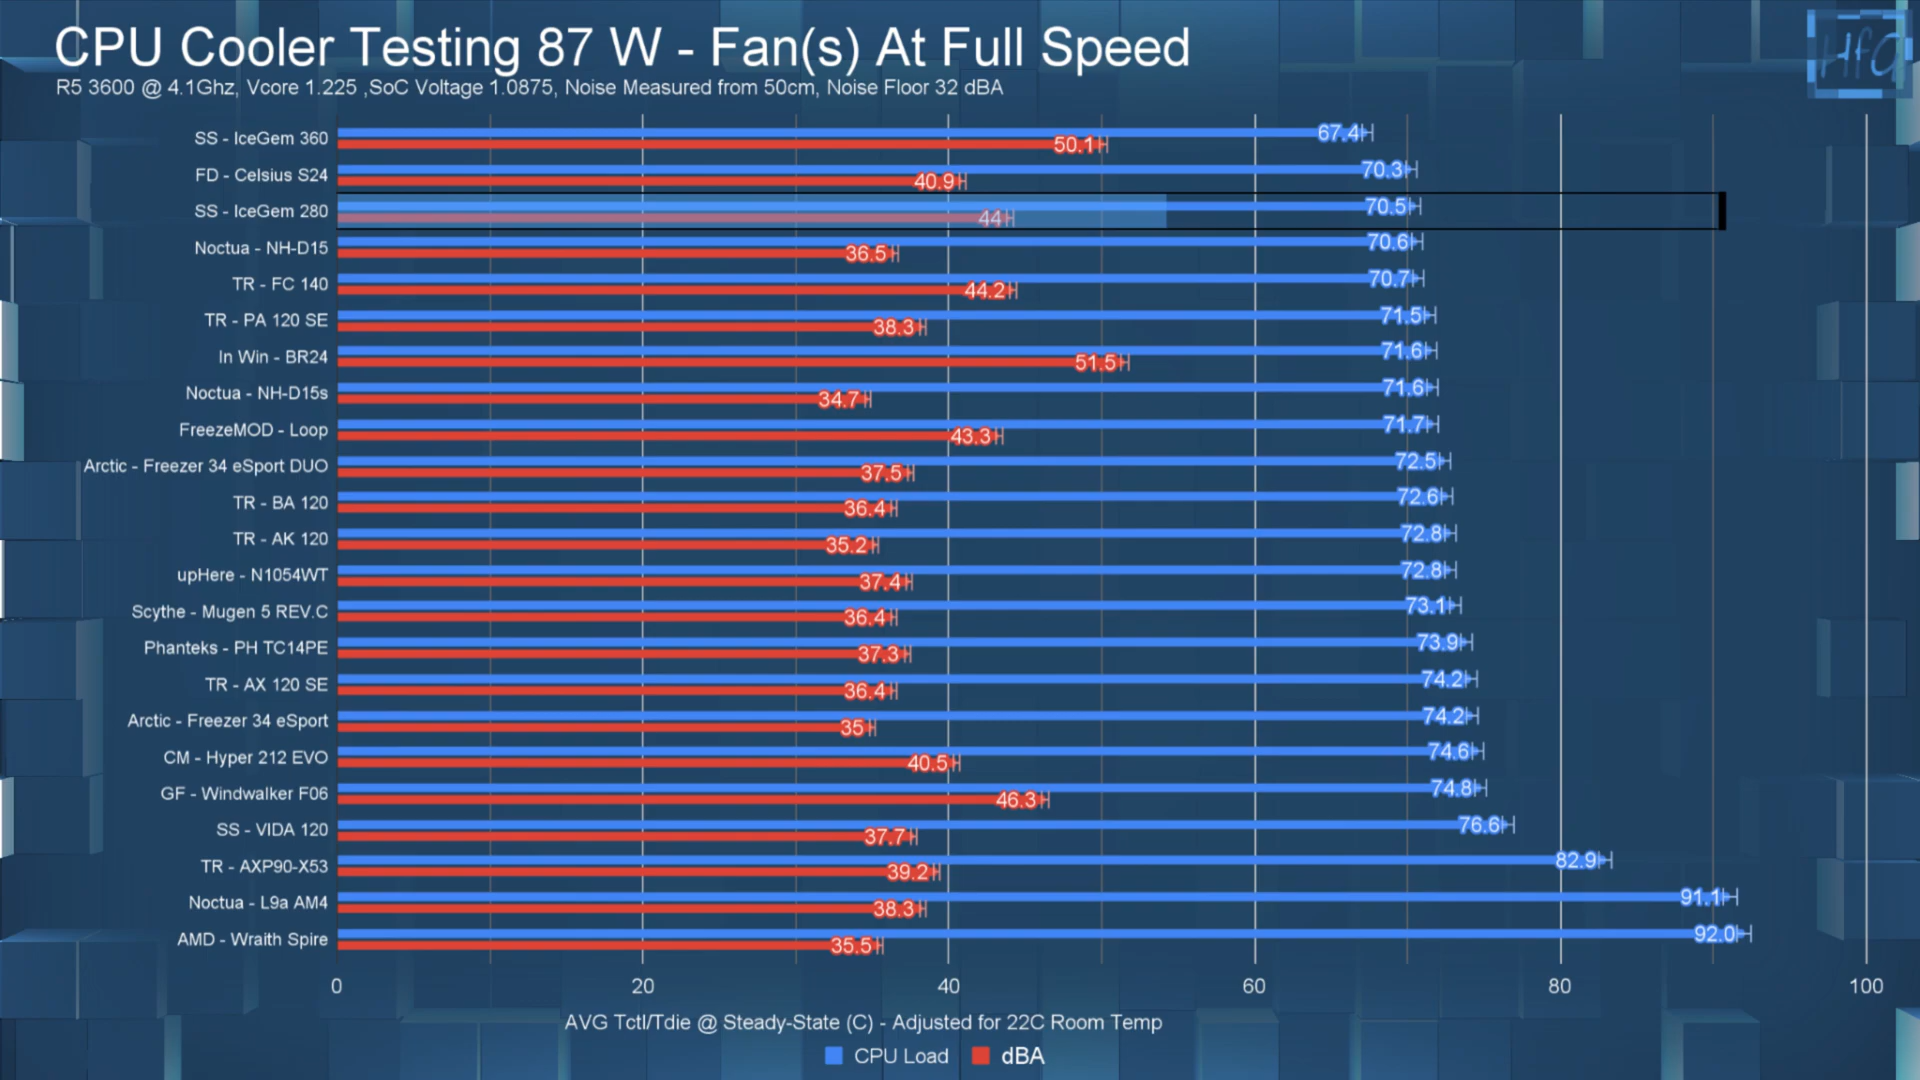 CPU Cooler Testing 87 W - Fan(s) At Full Speed
HfG
R5 3600 @ 4.1Ghz, Vcore 1.225 ,SoC Voltage 1.0875, Noise Measured from 50cm, Noise Floor 32 dBA
SS - IceGem 360 67.4 50.1
FD - Celsius S24 70.3 40.9
SS - IceGem 280 70.5 44
Noctua - NH-D15 70.6 36.5
TR - FC 140 70.7 44.2
TR - PA 120 SE 71.5 38.3
In Win - BR24 71.6 51.5
Noctua - NH-D15s 71.6 34.7
FreezeMOD - Loop 71.7 43.3
Arctic - Freezer 34 eSport DUO 72.5 37.5
TR - BA 120 72.6 36.4
TR - AK 120 72.8 35.2
upHere - N1054WT 72.8 37.4
Scythe - Mugen 5 REV.C 73.1 36.4
Phanteks - PH TC14PE 73.9 37.3
TR - AX 120 SE 74.2 36.4
Arctic - Freezer 34 eSport 74.2 35
CM - Hyper 212 EVO 74.6 40.5
GF - Windwalker F06 74.8 46.3
SS - VIDA 120 76.6 37.7
TR - AXP90-X53 82.9 39.2
Noctua - L9a AM4 91.1 38.3
AMD - Wraith Spire 92.0 35.5
0 20 40 60 80 100
AVG Tctl/Tdie @ Steady-State (C) - Adjusted for 22C Room Temp
CPU Load dBA